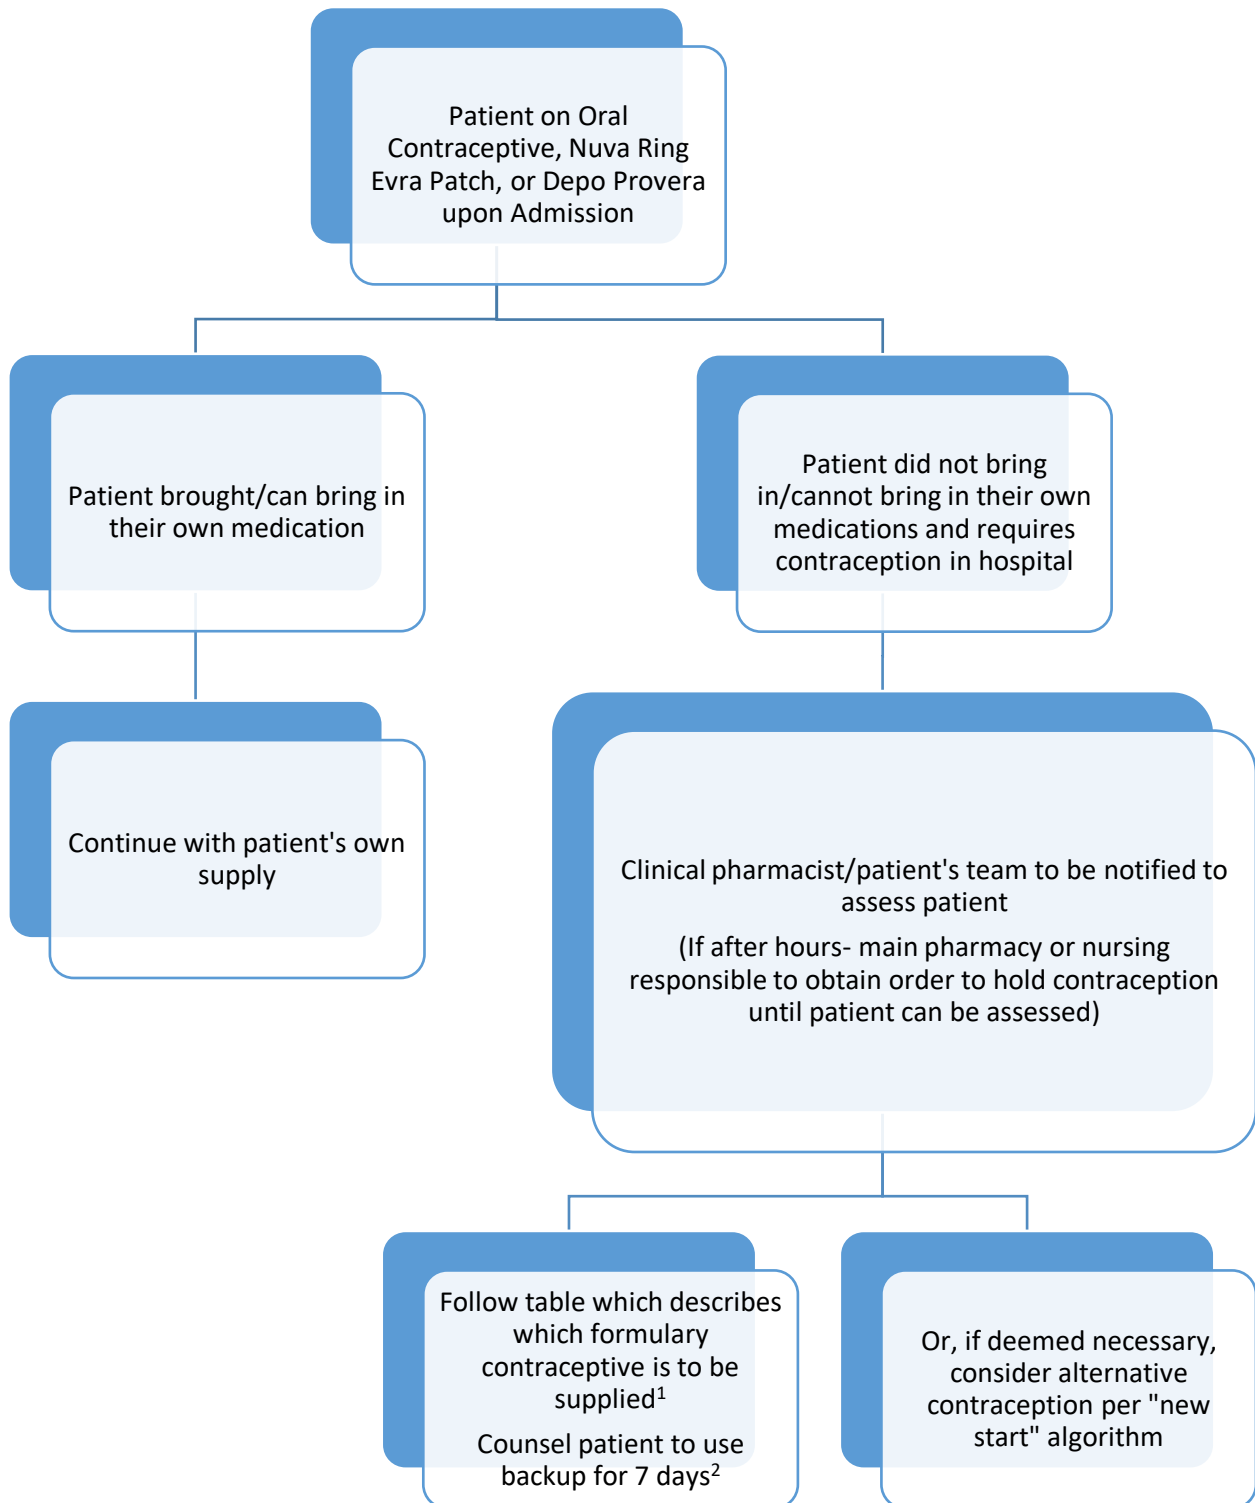 Patient on Oral
Contraceptive, Nuva Ring
Evra Patch, or Depo Provera
upon Admission
Patient brought/can bring in
their own medication
Patient did not bring
in/cannot bring in their own
medications and requires
contraception in hospital
Continue with patient's own
supply
Clinical pharmacist/patient's team to be notified to
assess patient
(If after hours- main pharmacy or nursing
responsible to obtain order to hold contraception
until patient can be assessed)
Follow table which describes
which formulary
contraceptive is to be
supplied¹
Counsel patient to use
backup for 7 days²
Or, if deemed necessary,
consider alternative
contraception per "new
start" algorithm